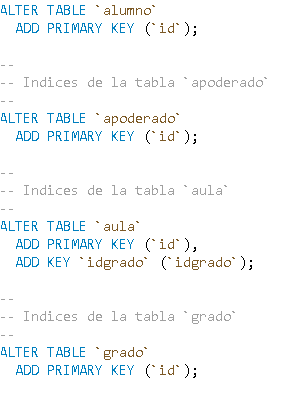 ALTER TABLE `alumno`
  ADD PRIMARY KEY (`id`);
--
-- Indices de la tabla `apoderado`
--
ALTER TABLE `apoderado`
  ADD PRIMARY KEY (`id`);
--
-- Indices de la tabla `aula`
--
ALTER TABLE `aula`
  ADD PRIMARY KEY (`id`),
  ADD KEY `idgrado` (`idgrado`);
--
-- Indices de la tabla `grado`
--
ALTER TABLE `grado`
  ADD PRIMARY KEY (`id`);